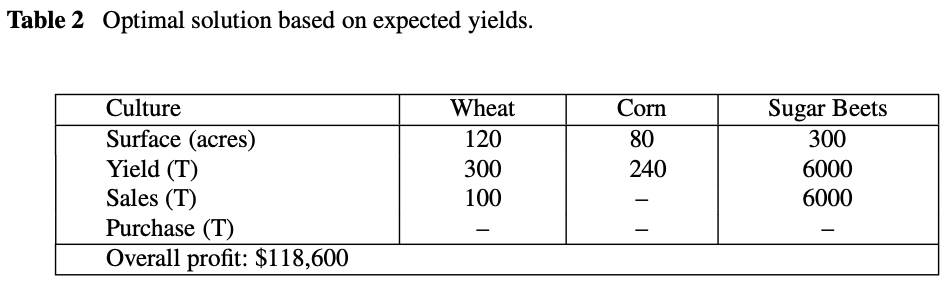 Table 2 Optimal solution based on expected yields.
Culture Wheat Corn Sugar Beets
Surface (acres) 120 80 300
Yield (T) 300 240 6000
Sales (T) 100 – 6000
Purchase (T) – – –
Overall profit: $118,600